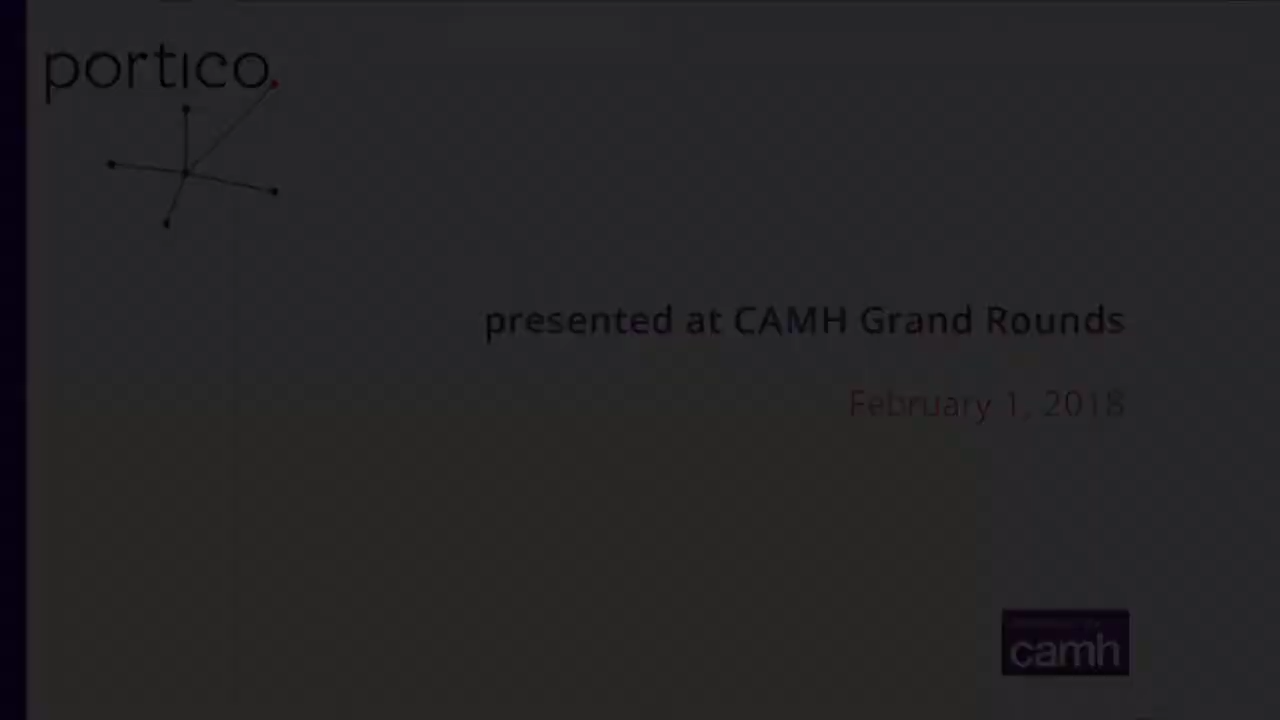 portico.
presented at CAMH Grand Rounds
February 1, 2018
camh